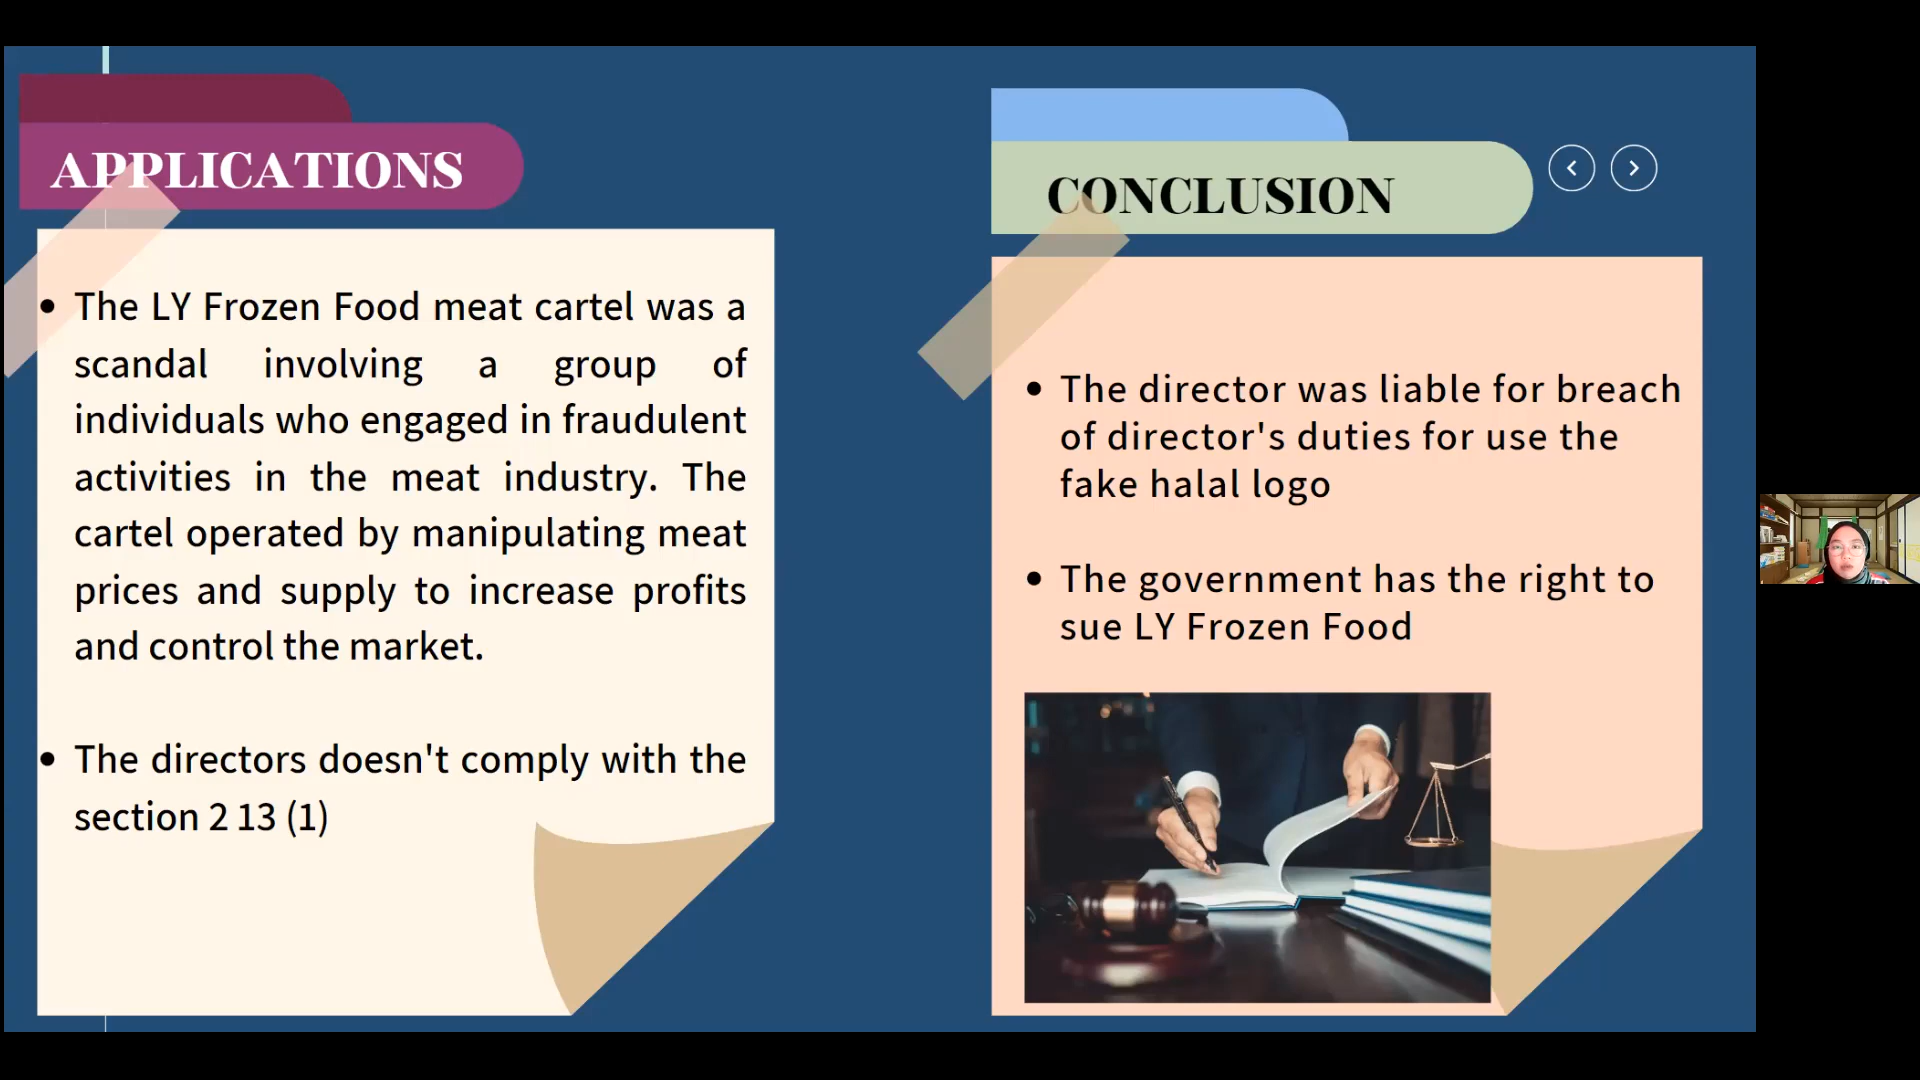 APPLICATIONS
The LY Frozen Food meat cartel was a
scandal involving a group of
individuals who engaged in fraudulent
activities in the meat industry. The
cartel operated by manipulating meat
prices and supply to increase profits
and control the market.
The directors doesn't comply with the
section 2 13 (1)
CONCLUSION
The director was liable for breach
of director's duties for use the
fake halal logo
The government has the right to
sue LY Frozen Food